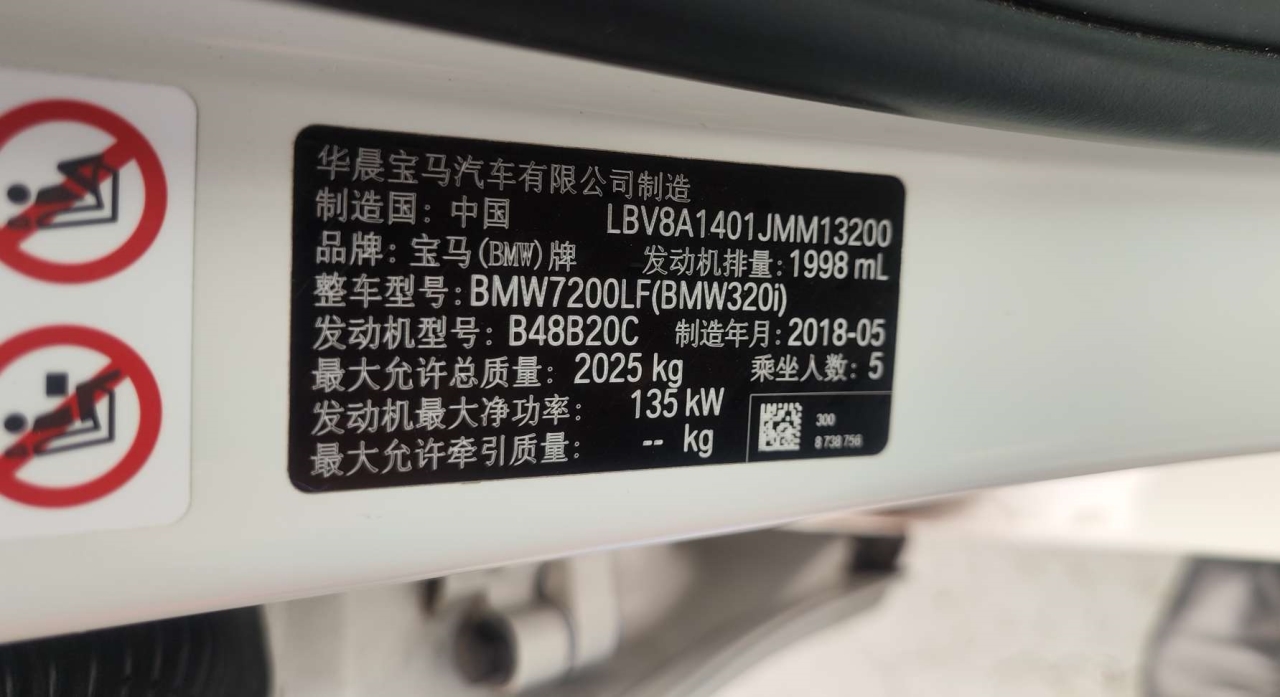 华晨宝马汽车有限公司制造
制造国：中国 LBV8A1401JMM13200
品牌：宝马(BMW)牌 发动机排量：1998 mL
整车型号：BMW7200LF(BMW320i)
发动机型号：B48B20C 制造年月：2018-05
最大允许总质量：2025 kg 乘坐人数：5
发动机最大净功率：135 kW
最大允许牵引质量：-- kg
300
8 738 756